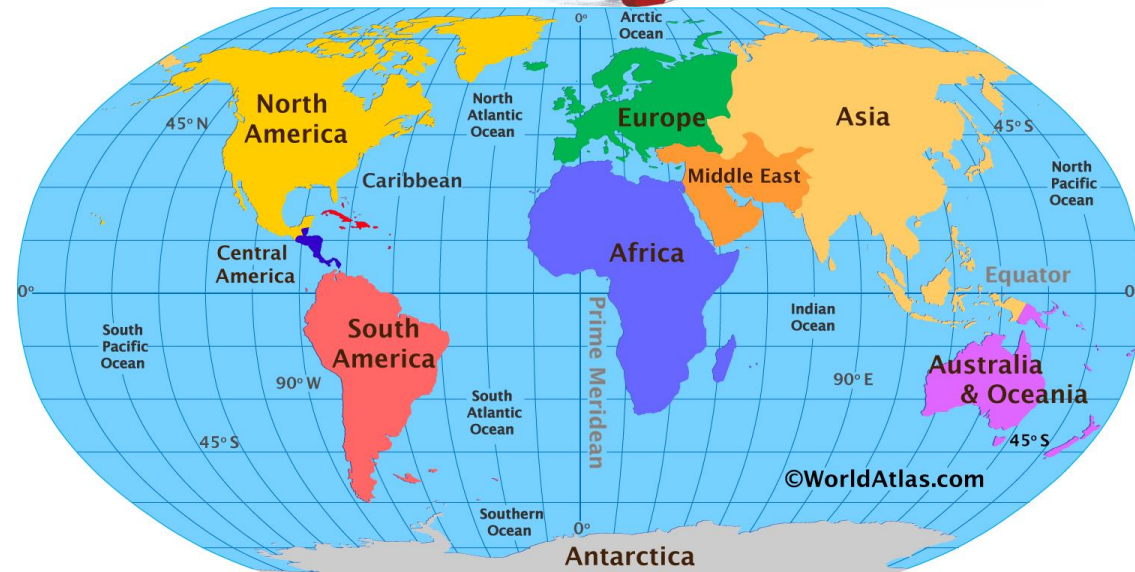 0°
Arctic
Ocean
North
America
45° N
North
Atlantic
Ocean
Europe
Asia
45° S
Caribbean
Middle East
North
Pacific
Ocean
Central
America
Africa
Equator
0°
0
South
Pacific
Ocean
South
America
90° W
Prime Meridean
Indian
Ocean
90° E
Australia
& Oceania
South
Atlantic
Ocean
45° S
45° S
©WorldAtlas.com
Southern
Ocean
0°
Antarctica